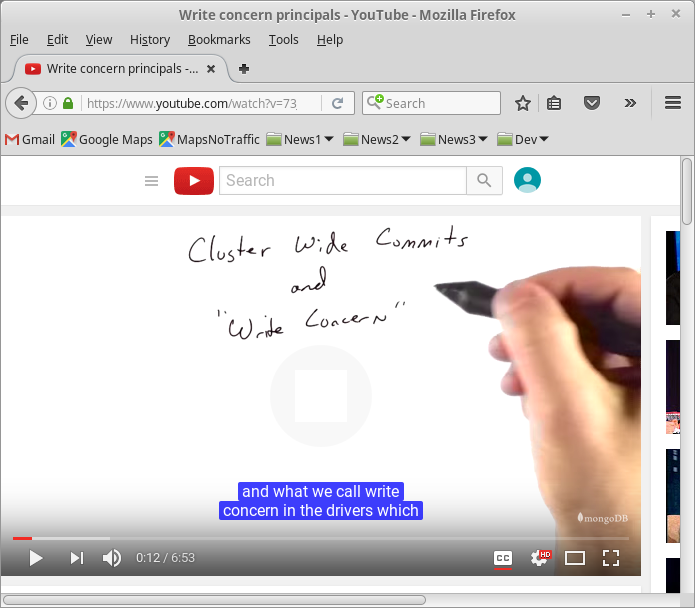 Write concern principals - YouTube - Mozilla Firefox
File Edit View History Bookmarks Tools Help
Write concern principals -...
https://www.youtube.com/watch?v=73_
Search
Gmail Google Maps MapsNoTraffic News1 News2 News3 Dev
Search
Cluster Wide Commits
and
"Write Concern"
and what we call write
concern in the drivers which
mongoDB
0:12 / 6:53
CC
HD